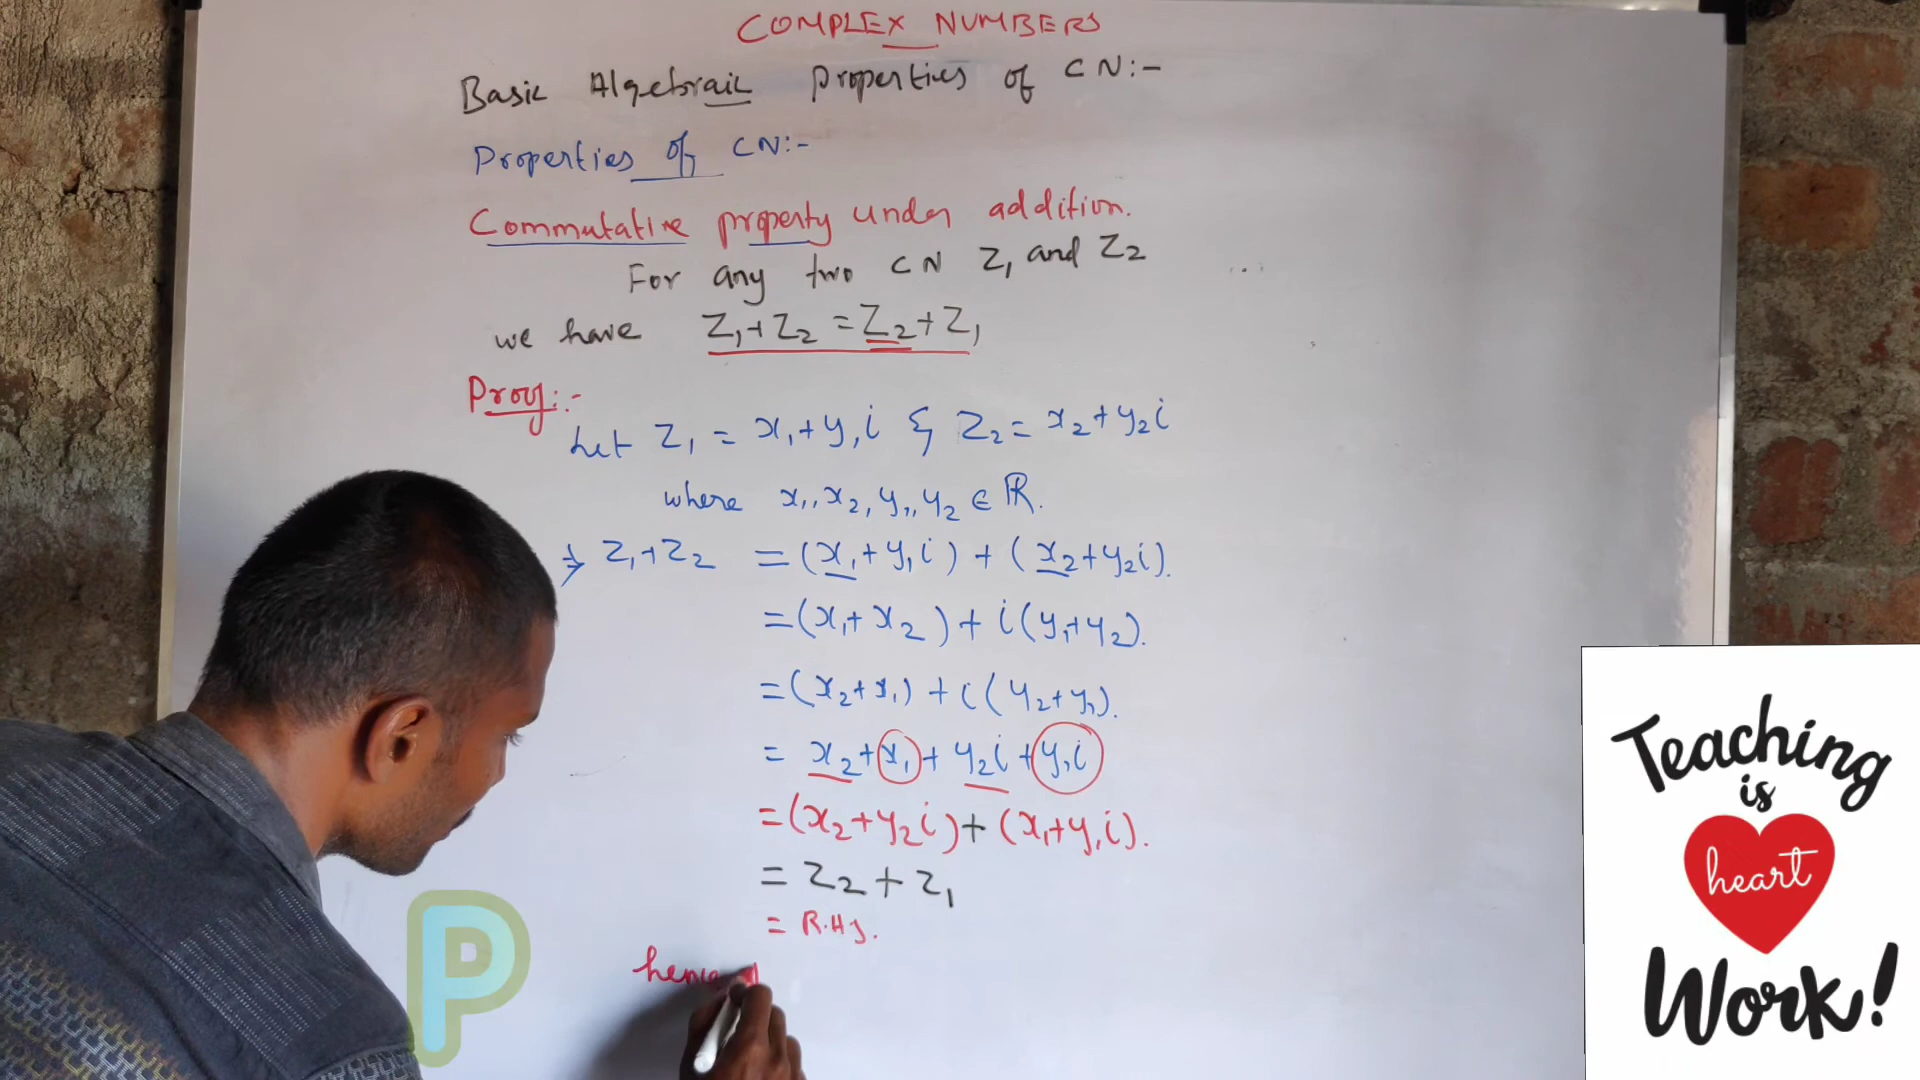 COMPLEX NUMBERS
Basic Algebraic Properties of CN:-
Properties of CN:-
Commutative property under addition.
For any two CN Z₁ and Z₂
we have Z₁+Z₂ = Z₂+Z₁
Proof:-
Let Z₁ = x₁+y₁i & Z₂ = x₂+y₂i
where x₁, x₂, y₁, y₂ ∈ ℝ.
⇒ Z₁+Z₂ = (x₁+y₁i) + (x₂+y₂i).
= (x₁+x₂) + i(y₁+y₂).
= (x₂+x₁) + i(y₂+y₁).
= x₂+x₁+y₂i+y₁i
= (x₂+y₂i) + (x₁+y₁i).
= Z₂+Z₁
= R.H.S.
P
Teaching
is
heart
Work!